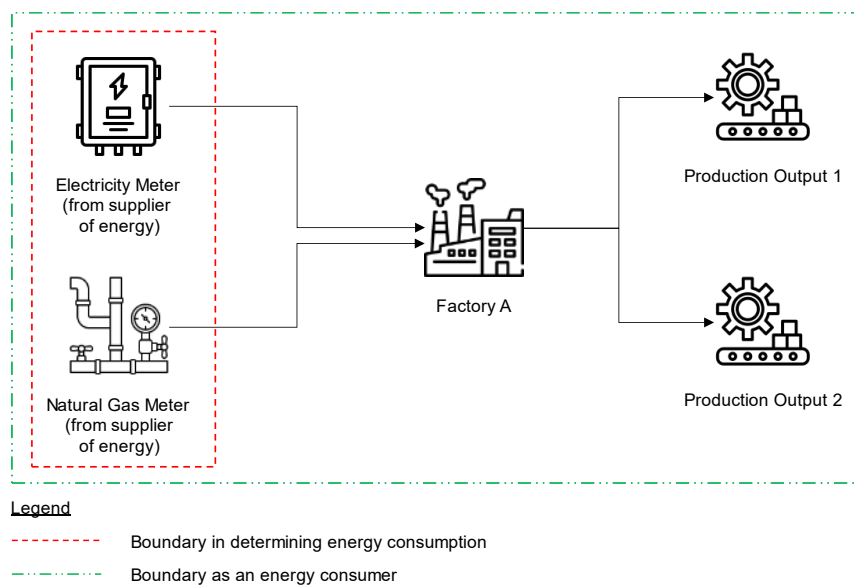 Electricity Meter
(from supplier
of energy)
Production Output 1
Factory A
Natural Gas Meter
(from supplier
of energy)
Production Output 2
Legend
Boundary in determining energy consumption
Boundary as an energy consumer